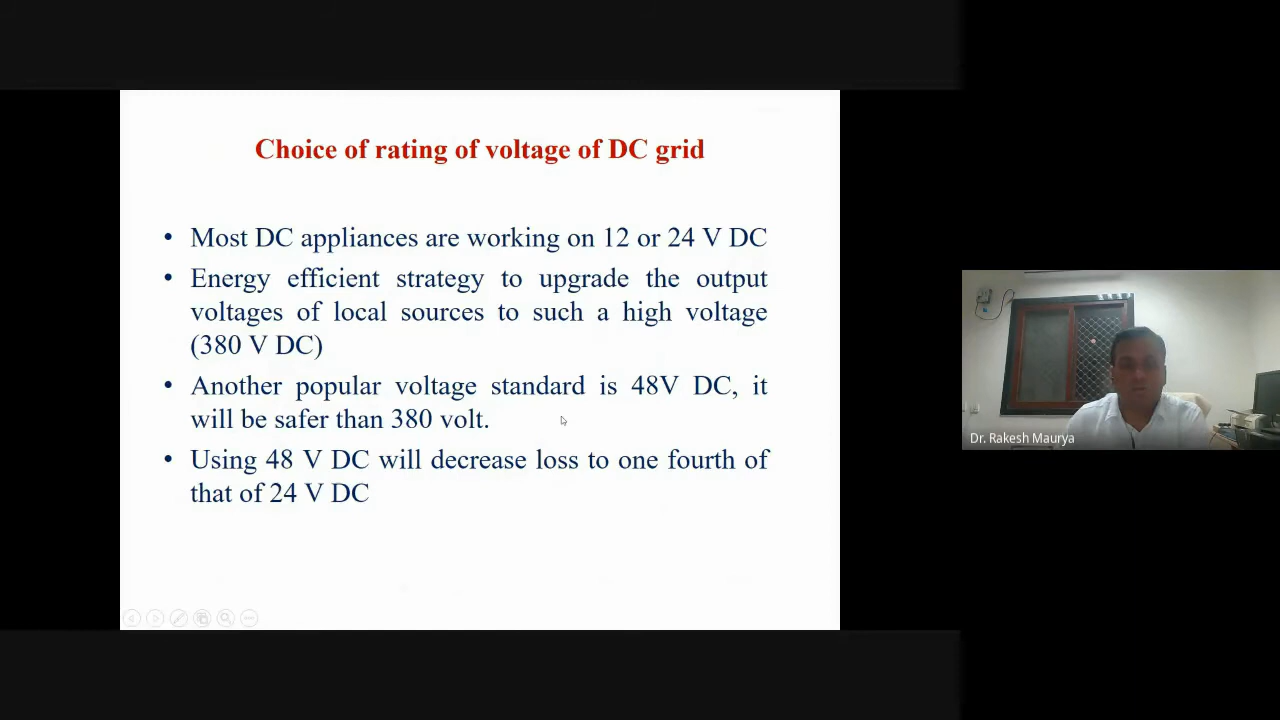 Choice of rating of voltage of DC grid
• Most DC appliances are working on 12 or 24 V DC
• Energy efficient strategy to upgrade the output
voltages of local sources to such a high voltage
(380 V DC)
• Another popular voltage standard is 48V DC, it
will be safer than 380 volt.
• Using 48 V DC will decrease loss to one fourth of
that of 24 V DC
Dr. Rakesh Maurya